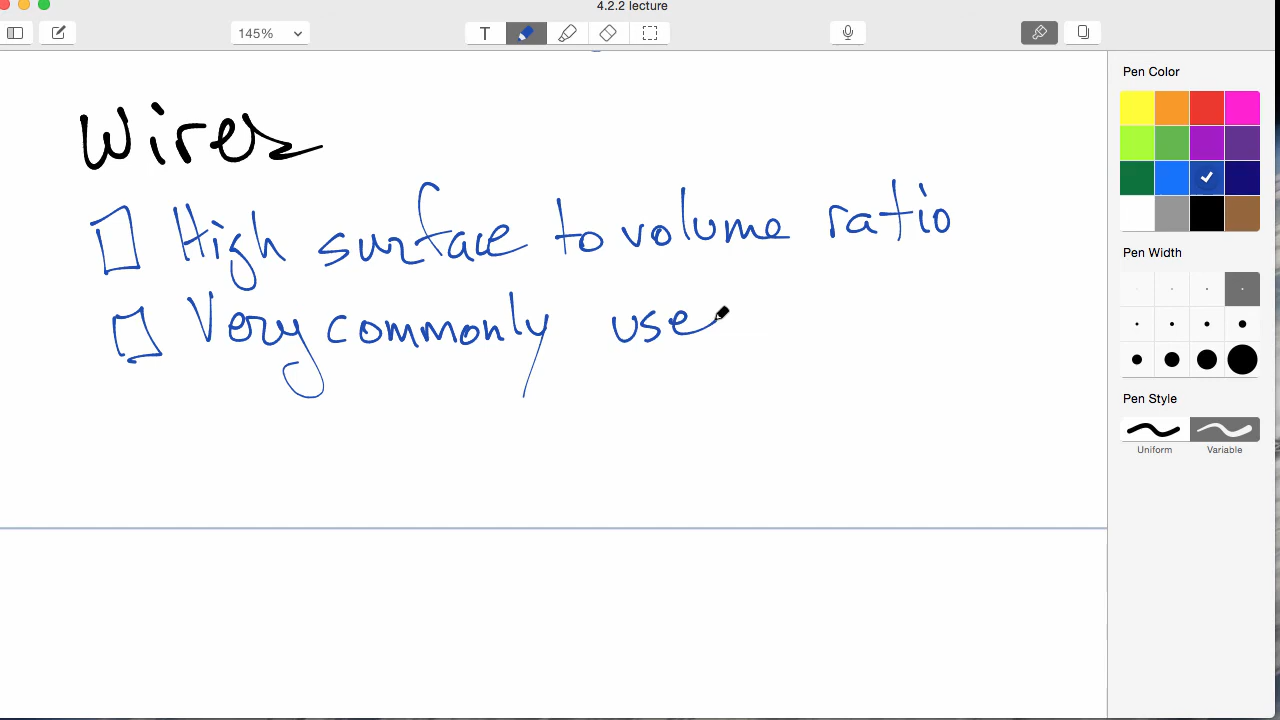 4.2.2 lecture
145%
T
Wires
High surface to volume ratio
Very commonly use
Pen Color
Pen Width
Pen Style
Uniform
Variable